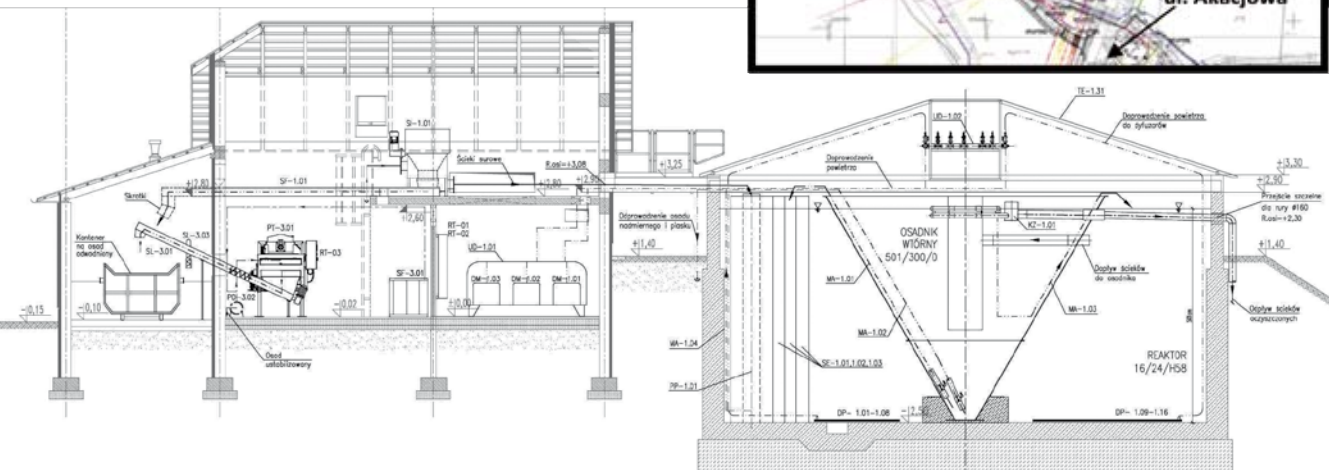 ul. Akacjowa
TE-1.31
UD-1.02
Doprowadzenie powietrza
do dyfuzorów
SI-1.01
Ścieki surowe
R.osi=+3,08
+3,25
Doprowadzenie
powietrza
+3,30
+2,90
Skratki
+2,80
SF-1.01
+2,80
+2,90
Przejście szczelne
dla rury ø160
R.osi=+2,30
Kontener
na osad
odwodniony
SL-3.01
SL-3.03
PT-3.01
RT-03
+2,60
RT-01
RT-02
UD-1.01
Odprowadzenie osadu
nadmiernego i piasku
+1,40
OSADNIK
WTÓRNY
501/300/0
KZ-1.01
+1,40
Dopływ ścieków
do osadnika
SF-3.01
DM-1.03
DM-1.02
DM-1.01
MA-1.01
MA-1.03
Odpływ ścieków
oczyszczonych
-0,15
-0,10
-0,02
+0,00
MA-1.02
MA-1.04
SE-1.01,1.02,1.03
REAKTOR
16/24/H58
Osad
ustabilizowany
PP-1.01
DP- 1.01-1.08
-2,50
DP- 1.09-1.16